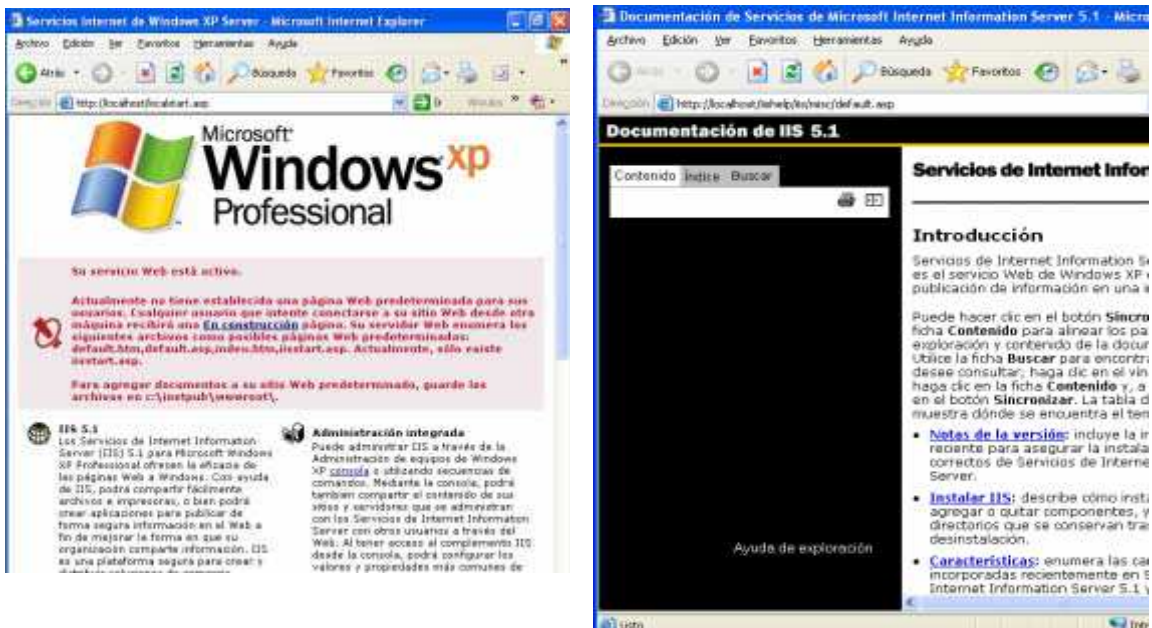 Servicios Internet de Windows XP Server - Microsoft Internet Explorer
Archivo Edición Ver Favoritos Herramientas Ayuda
Atrás Búsqueda Favoritos
Dirección http://localhost/localstart.asp
Microsoft
Windows xp
Professional
Su servicio Web está activo.
Actualmente no tiene establecida una página Web predeterminada para sus
usuarios. Cualquier usuario que intente conectarse a su sitio Web desde otra
máquina recibirá una En construcción página. Su servidor Web enumera los
siguientes archivos como posibles páginas Web predeterminadas:
default.htm,default.asp,index.htm,iisstart.asp. Actualmente, sólo existe
iisstart.asp.
Para agregar documentos a su sitio Web predeterminado, guarde los
archivos en c:\inetpub\wwwroot\.
IIS 5.1
Los Servicios de Internet Information
Server (IIS) 5.1 para Microsoft Windows
XP Professional ofrecen la eficacia de
las páginas Web a Windows. Con ayuda
de IIS, podrá compartir fácilmente
archivos e impresoras, o bien podrá
crear aplicaciones para publicar de
forma segura información en el Web a
fin de mejorar la forma en que su
organización comparte información. IIS
es una plataforma segura para crear y
Administración integrada
Puede administrar IIS a través de la
Administración de equipos de Windows
XP consola o utilizando secuencias de
comandos. Mediante la consola, podrá
también compartir el contenido de sus
sitios y servidores que se administran
con los Servicios de Internet Information
Server con otros usuarios a través del
Web. Al tener acceso al complemento IIS
desde la consola, podrá configurar los
valores y propiedades más comunes de
Documentación de Servicios de Microsoft Internet Information Server 5.1 - Micro
Archivo Edición Ver Favoritos Herramientas Ayuda
Atrás Búsqueda Favoritos
Dirección http://localhost/iishelp/iis/misc/default.asp
Documentación de IIS 5.1
Contenido Índice Buscar
Ayuda de exploración
Servicios de Internet Infor
Introducción
Servicios de Internet Information Se
es el servicio Web de Windows XP
publicación de información en una i
Puede hacer clic en el botón Sincro
ficha Contenido para alinear los pa
exploración y contenido de la docu
Utilice la ficha Buscar para encontra
desee consultar; haga clic en el vín
haga clic en la ficha Contenido y, a
en el botón Sincronizar. La tabla d
muestra dónde se encuentra el tem
• Notas de la versión: incluye la in
reciente para asegurar la instala
correctos de Servicios de Interne
Server.
• Instalar IIS: describe cómo insta
agregar o quitar componentes, y
directorios que se conservan tras
desinstalación.
• Características: enumera las car
incorporadas recientemente en S
Internet Information Server 5.1 y
Listo